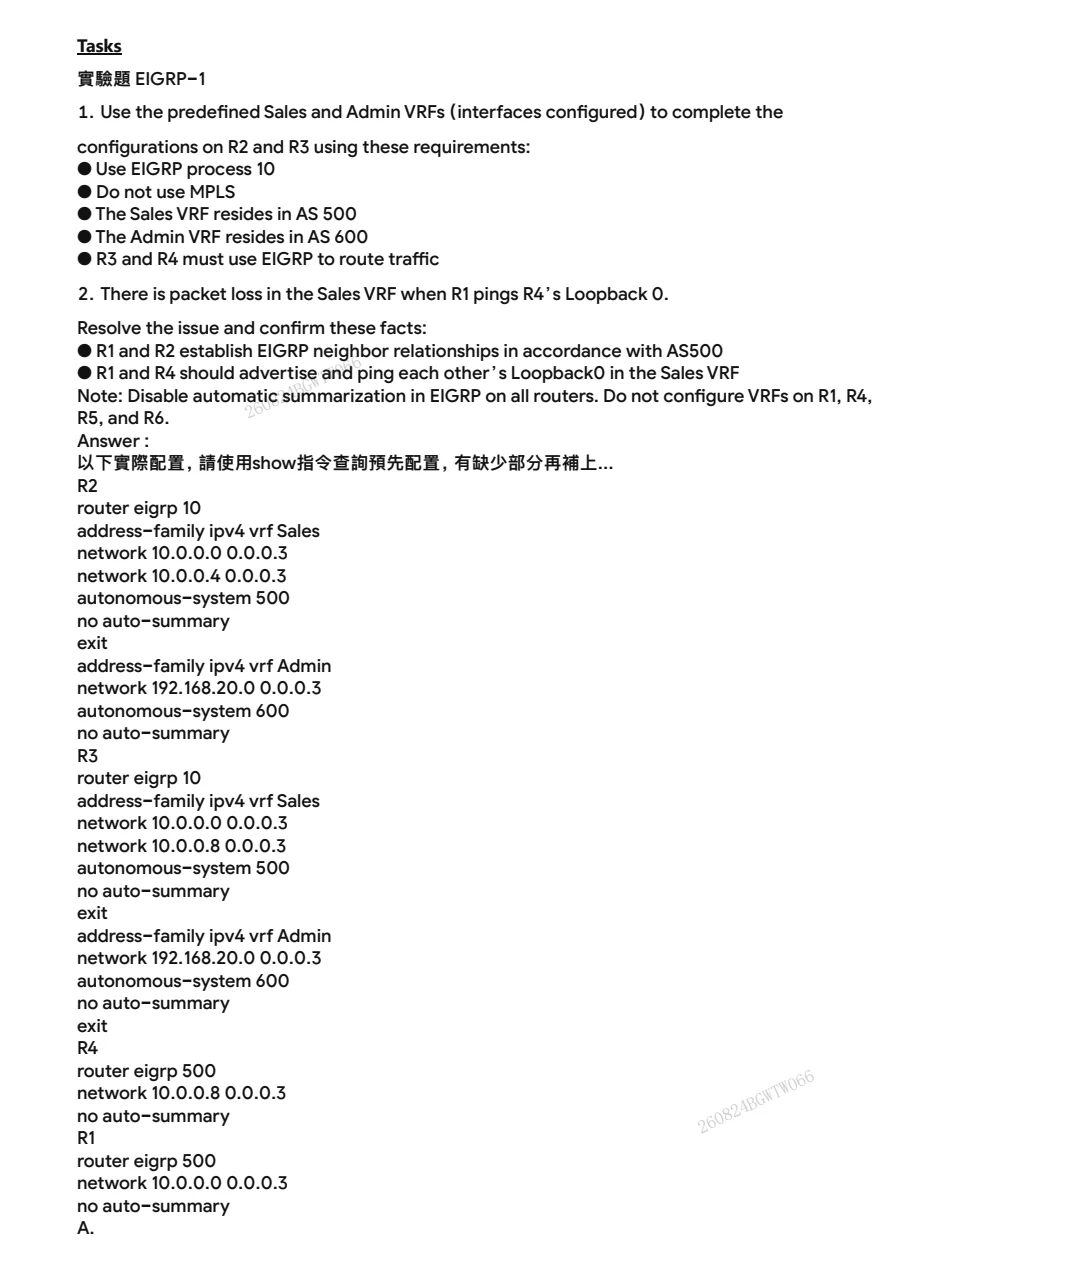 Tasks
實驗題 EIGRP-1
1. Use the predefined Sales and Admin VRFs (interfaces configured) to complete the
configurations on R2 and R3 using these requirements:
● Use EIGRP process 10
● Do not use MPLS
● The Sales VRF resides in AS 500
● The Admin VRF resides in AS 600
● R3 and R4 must use EIGRP to route traffic
2. There is packet loss in the Sales VRF when R1 pings R4's Loopback 0.
Resolve the issue and confirm these facts:
● R1 and R2 establish EIGRP neighbor relationships in accordance with AS500
● R1 and R4 should advertise and ping each other's Loopback0 in the Sales VRF
Note: Disable automatic summarization in EIGRP on all routers. Do not configure VRFs on R1, R4,
R5, and R6.
Answer :
以下實際配置，請使用show指令查詢預先配置，有缺少部分再補上...
R2
router eigrp 10
address-family ipv4 vrf Sales
network 10.0.0.0 0.0.0.3
network 10.0.0.4 0.0.0.3
autonomous-system 500
no auto-summary
exit
address-family ipv4 vrf Admin
network 192.168.20.0 0.0.0.3
autonomous-system 600
no auto-summary
R3
router eigrp 10
address-family ipv4 vrf Sales
network 10.0.0.0 0.0.0.3
network 10.0.0.8 0.0.0.3
autonomous-system 500
no auto-summary
exit
address-family ipv4 vrf Admin
network 192.168.20.0 0.0.0.3
autonomous-system 600
no auto-summary
exit
R4
router eigrp 500
network 10.0.0.8 0.0.0.3
no auto-summary
260824BGWTW066
R1
router eigrp 500
network 10.0.0.0 0.0.0.3
no auto-summary
A.